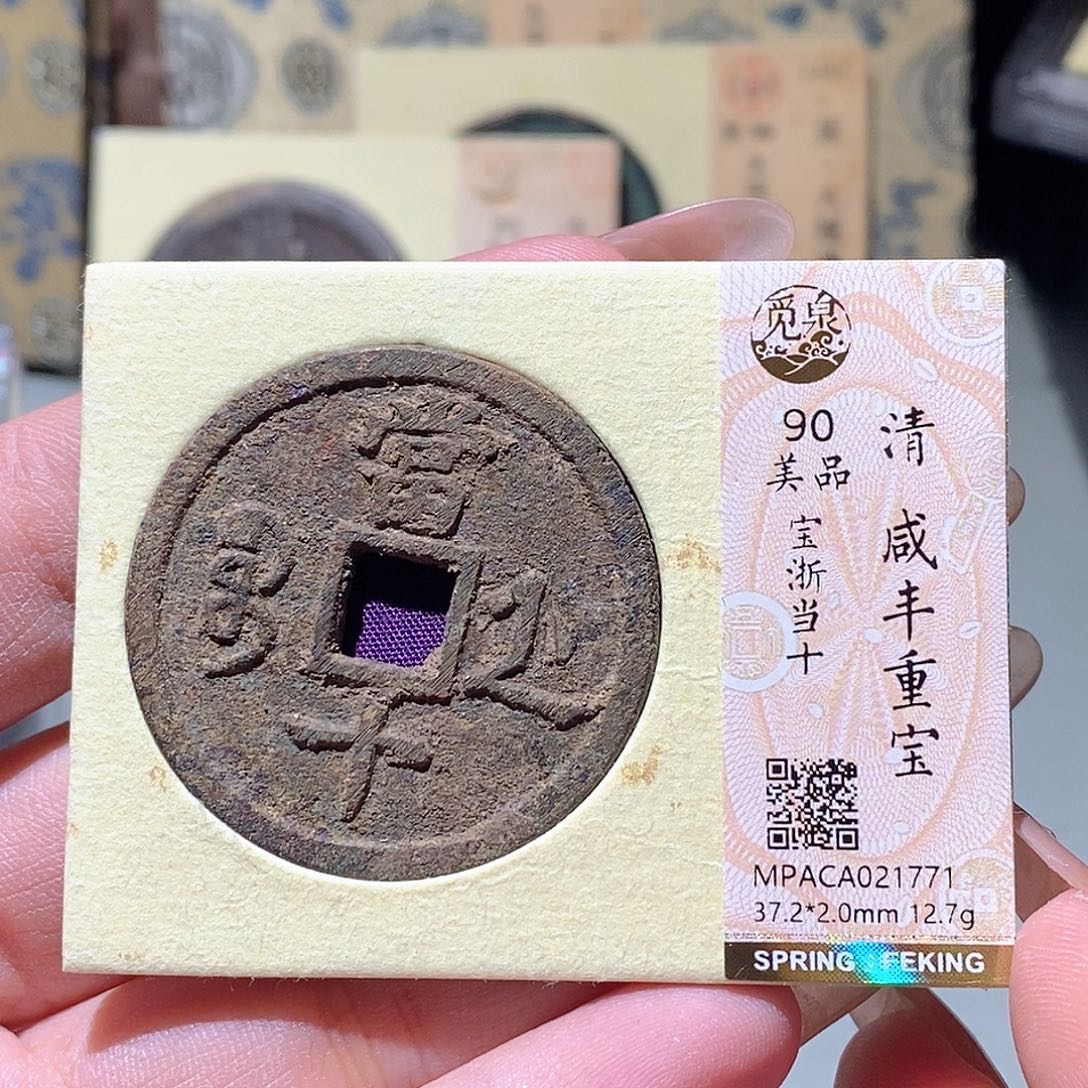 當
十
觅泉
90
美品
宝浙当十
清 咸丰重宝
MPACA021771
37.2*2.0mm 12.7g
SPRING FEKING